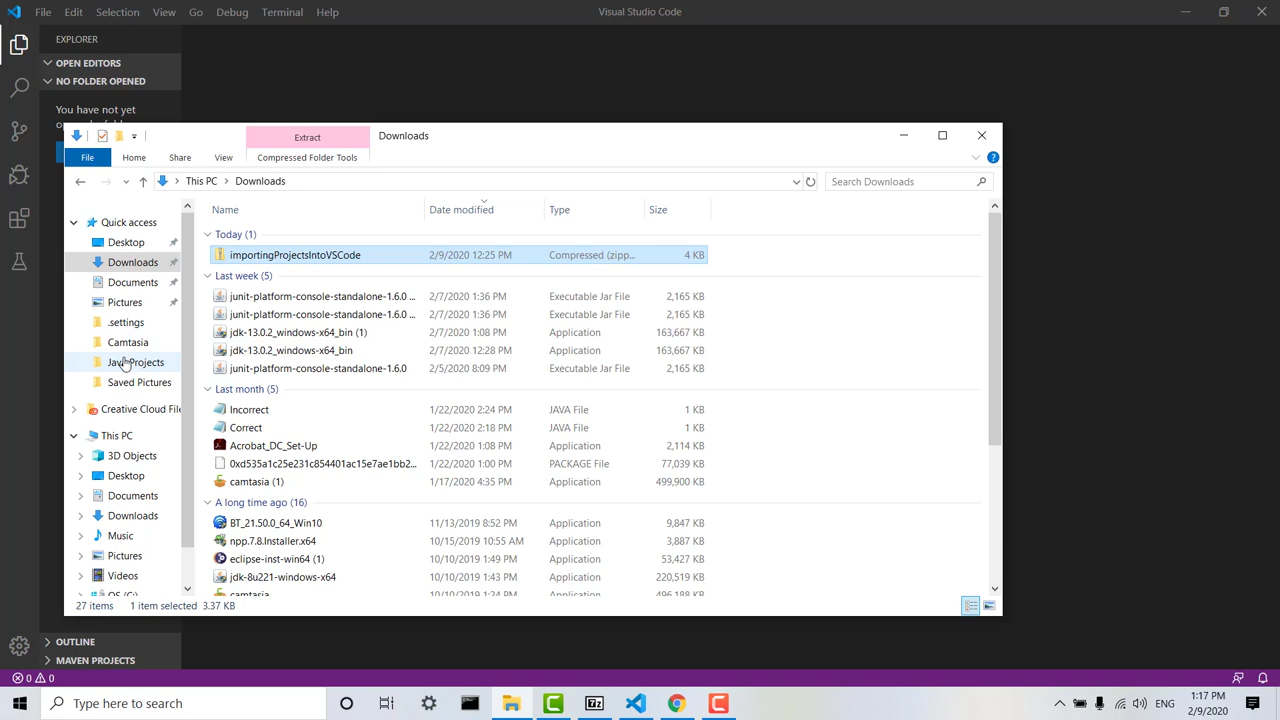 File Edit Selection View Go Debug Terminal Help Visual Studio Code
EXPLORER
OPEN EDITORS
NO FOLDER OPENED
You have not yet
Extract Downloads
File Home Share View Compressed Folder Tools
This PC Downloads Search Downloads
Name Date modified Type Size
Quick access
Desktop
Downloads
Documents
Pictures
.settings
Camtasia
Java Projects
Saved Pictures
Creative Cloud File
This PC
3D Objects
Desktop
Documents
Downloads
Music
Pictures
Videos
Today (1)
importingProjectsIntoVSCode 2/9/2020 12:25 PM Compressed (zipp... 4 KB
Last week (5)
junit-platform-console-standalone-1.6.0 ... 2/7/2020 1:36 PM Executable Jar File 2,165 KB
junit-platform-console-standalone-1.6.0 ... 2/7/2020 1:36 PM Executable Jar File 2,165 KB
jdk-13.0.2_windows-x64_bin (1) 2/7/2020 1:08 PM Application 163,667 KB
jdk-13.0.2_windows-x64_bin 2/7/2020 12:28 PM Application 163,667 KB
junit-platform-console-standalone-1.6.0 2/5/2020 8:09 PM Executable Jar File 2,165 KB
Last month (5)
Incorrect 1/22/2020 2:24 PM JAVA File 1 KB
Correct 1/22/2020 2:18 PM JAVA File 1 KB
Acrobat_DC_Set-Up 1/22/2020 1:08 PM Application 2,114 KB
0xd535a1c25e231c854401ac15e7ae1bb2... 1/22/2020 1:00 PM PACKAGE File 77,039 KB
camtasia (1) 1/17/2020 4:35 PM Application 499,900 KB
A long time ago (16)
BT_21.50.0_64_Win10 11/13/2019 8:52 PM Application 9,847 KB
npp.7.8.Installer.x64 10/15/2019 10:55 AM Application 3,887 KB
eclipse-inst-win64 (1) 10/10/2019 1:49 PM Application 53,427 KB
jdk-8u221-windows-x64 10/10/2019 1:43 PM Application 220,519 KB
27 items 1 item selected 3.37 KB
OUTLINE
MAVEN PROJECTS
0 0
Type here to search
7z
ENG
1:17 PM
2/9/2020